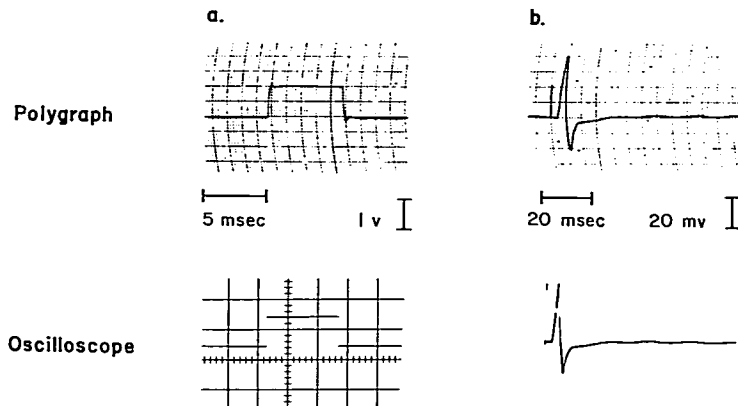 a.
b.
Polygraph
5 msec
1 v
20 msec
20 mv
Oscilloscope